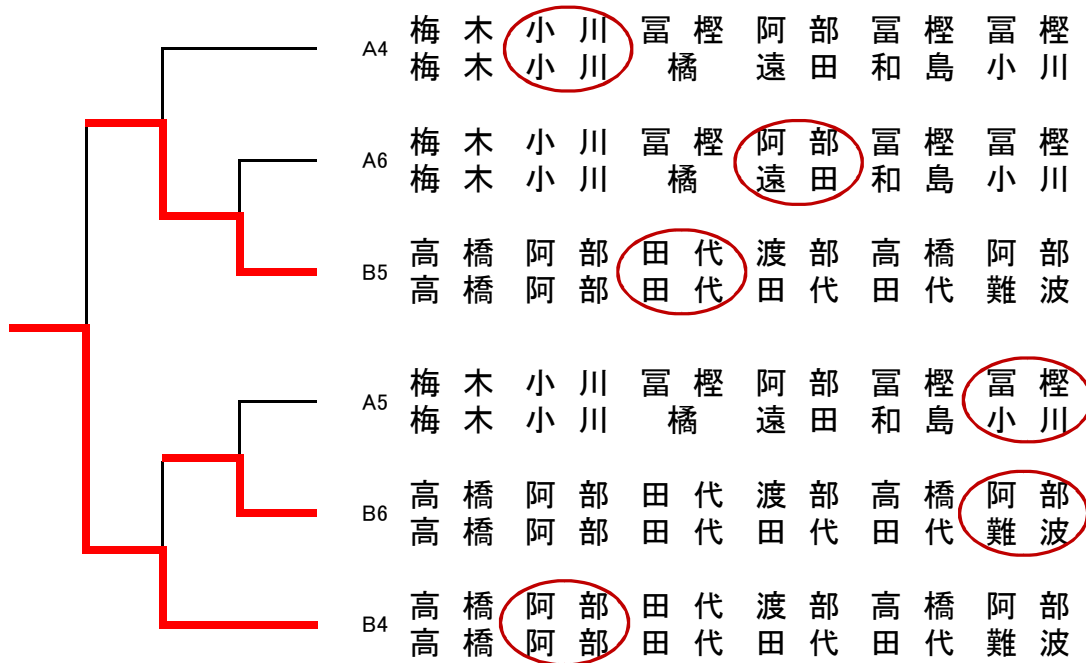 A4 梅木 小川 冨樫 阿部 冨樫 冨樫
梅木 小川 橘 遠田 和島 小川
A6 梅木 小川 冨樫 阿部 冨樫 冨樫
梅木 小川 橘 遠田 和島 小川
B5 高橋 阿部 田代 渡部 高橋 阿部
高橋 阿部 田代 田代 田代 難波
A5 梅木 小川 冨樫 阿部 冨樫 冨樫
梅木 小川 橘 遠田 和島 小川
B6 高橋 阿部 田代 渡部 高橋 阿部
高橋 阿部 田代 田代 田代 難波
B4 高橋 阿部 田代 渡部 高橋 阿部
高橋 阿部 田代 田代 田代 難波